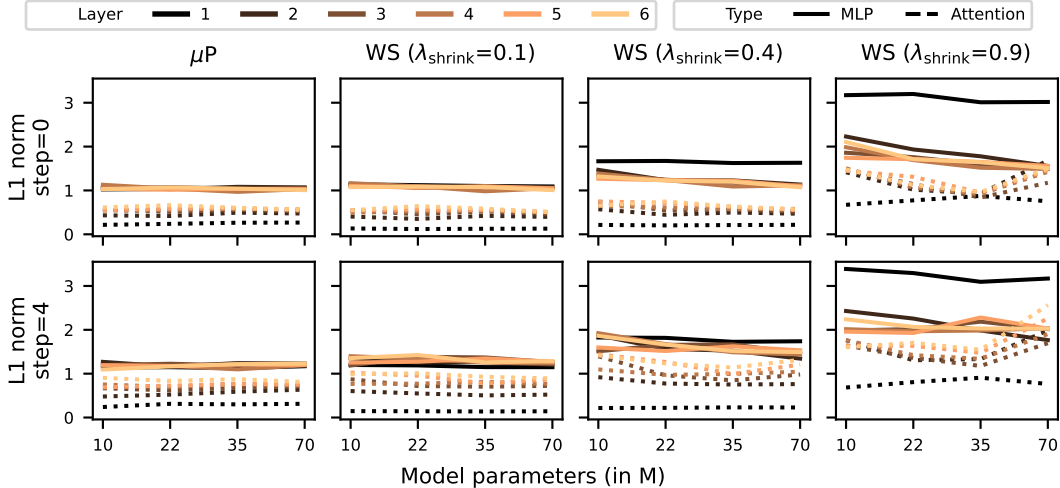 Layer 1 2 3 4 5 6 Type MLP Attention
μP WS (λshrink=0.1) WS (λshrink=0.4) WS (λshrink=0.9)
L1 norm
step=0
3
2
1
0
L1 norm
step=4
3
2
1
0
10 22 35 70 10 22 35 70 10 22 35 70 10 22 35 70
Model parameters (in M)